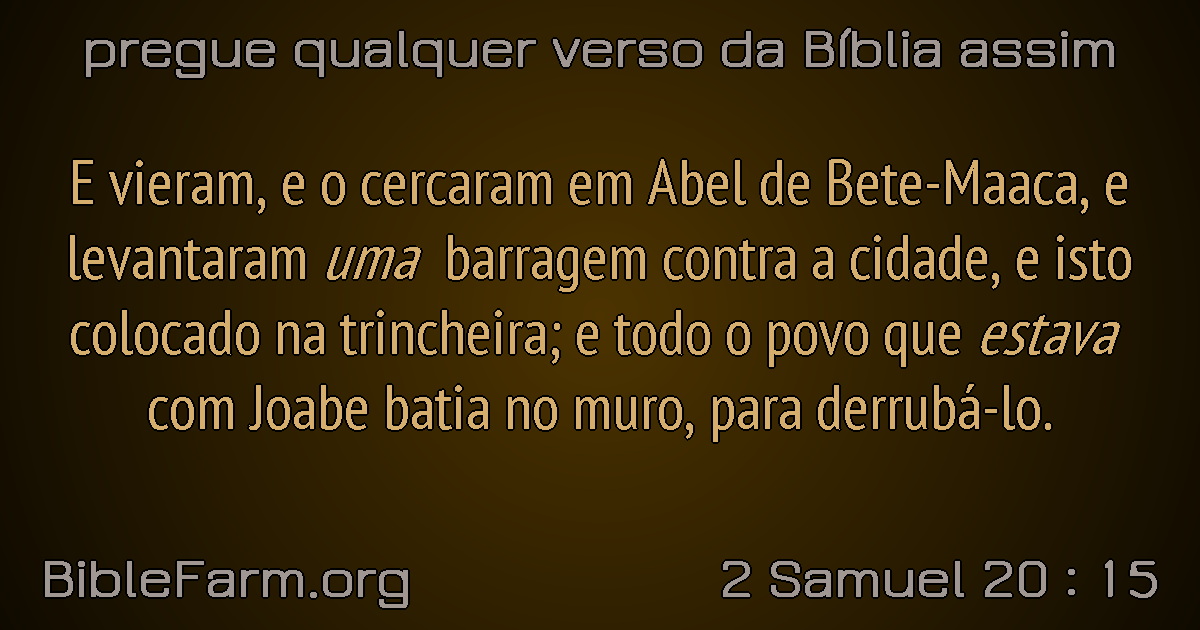 pregue qualquer verso da Bíblia assim
E vieram, e o cercaram em Abel de Bete-Maaca, e
levantaram uma barragem contra a cidade, e isto
colocado na trincheira; e todo o povo que estava
com Joabe batia no muro, para derrubá-lo.
BibleFarm.org
2 Samuel 20 : 15